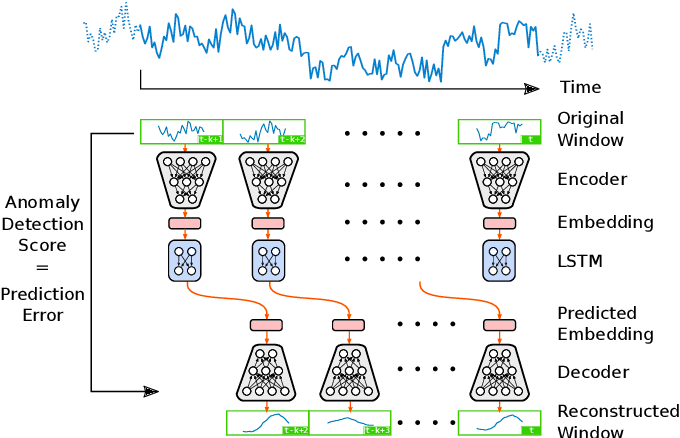 Time
Original
Window
t-k+1
t-k+2
t
Encoder
Embedding
LSTM
Anomaly
Detection
Score
=
Prediction
Error
Predicted
Embedding
Decoder
Reconstructed
Window
t-k+2
t-k+3
t